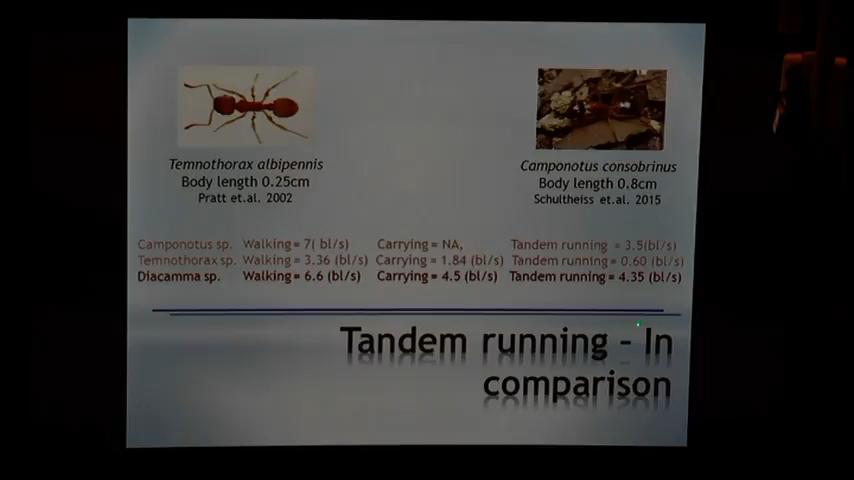 Temnothorax albipennis
Body length 0.25cm
Pratt et.al. 2002
Camponotus consobrinus
Body length 0.8cm
Schultheiss et.al. 2015
Camponotus sp. Walking = 7( bl/s) Carrying = NA, Tandem running = 3.5(bl/s)
Temnothorax sp. Walking = 3.36 (bl/s) Carrying = 1.84 (bl/s) Tandem running = 0.60 (bl/s)
Diacamma sp. Walking = 6.6 (bl/s) Carrying = 4.5 (bl/s) Tandem running = 4.35 (bl/s)
Tandem running - In
comparison